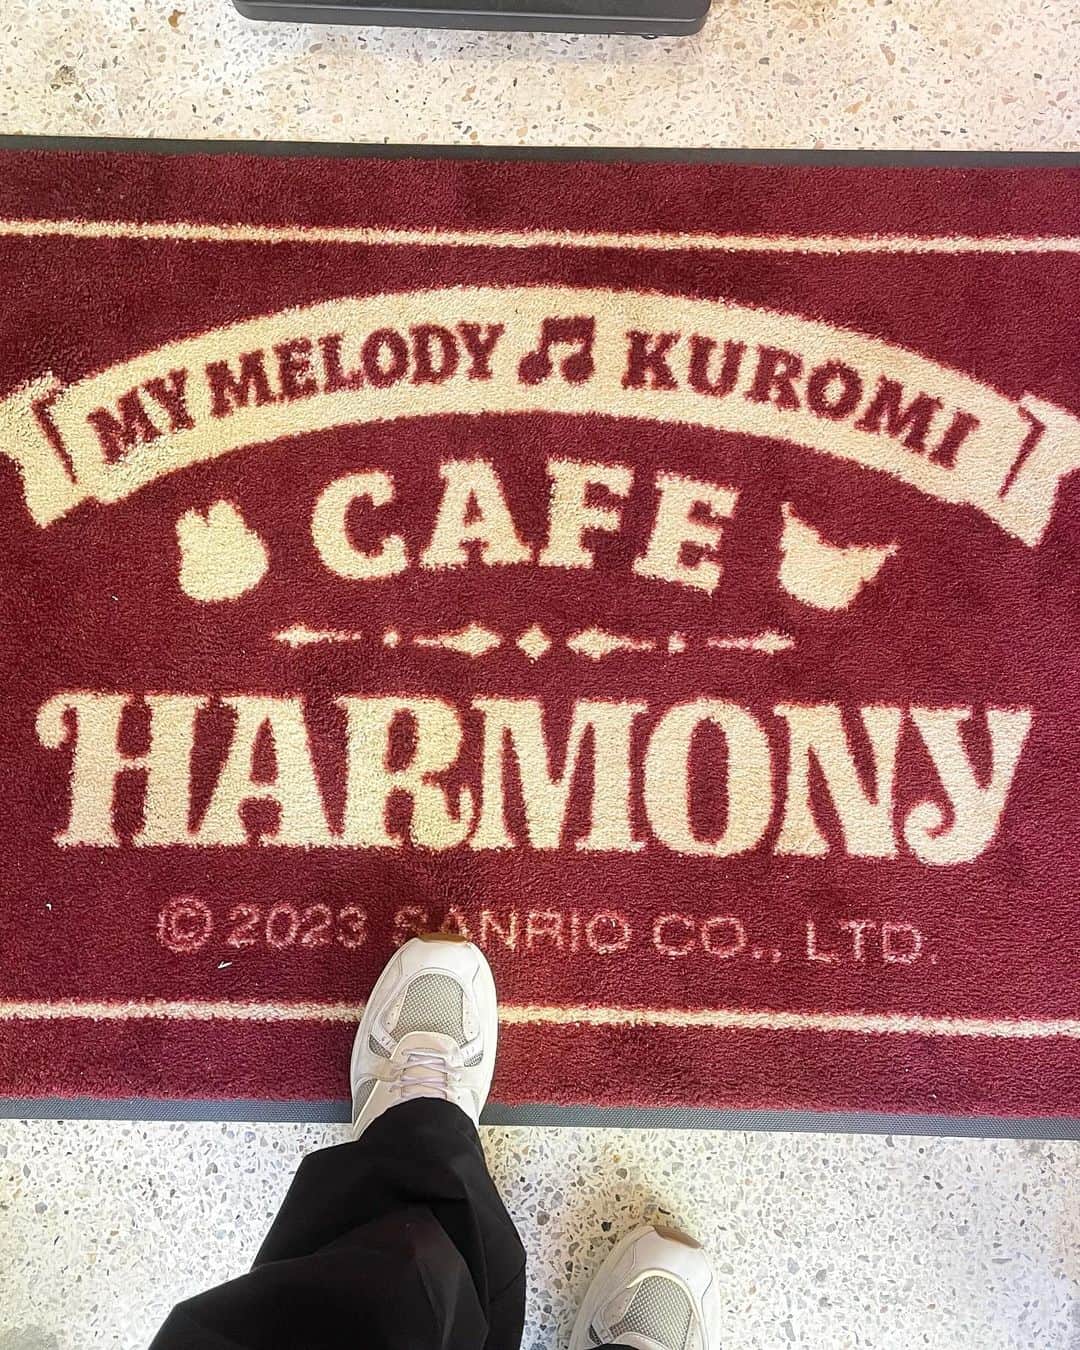 MY MELODY ♫ KUROMI
CAFE
HARMONY
© 2023 SANRIO CO., LTD.